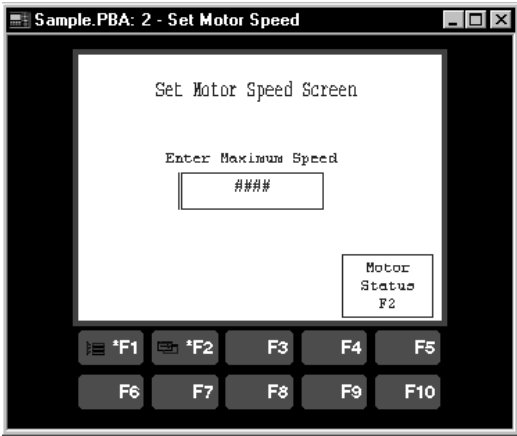 Sample.PBA: 2 - Set Motor Speed
Set Motor Speed Screen
Enter Maximum Speed
####
Motor
Status
F2
*F1 *F2 F3 F4 F5
F6 F7 F8 F9 F10